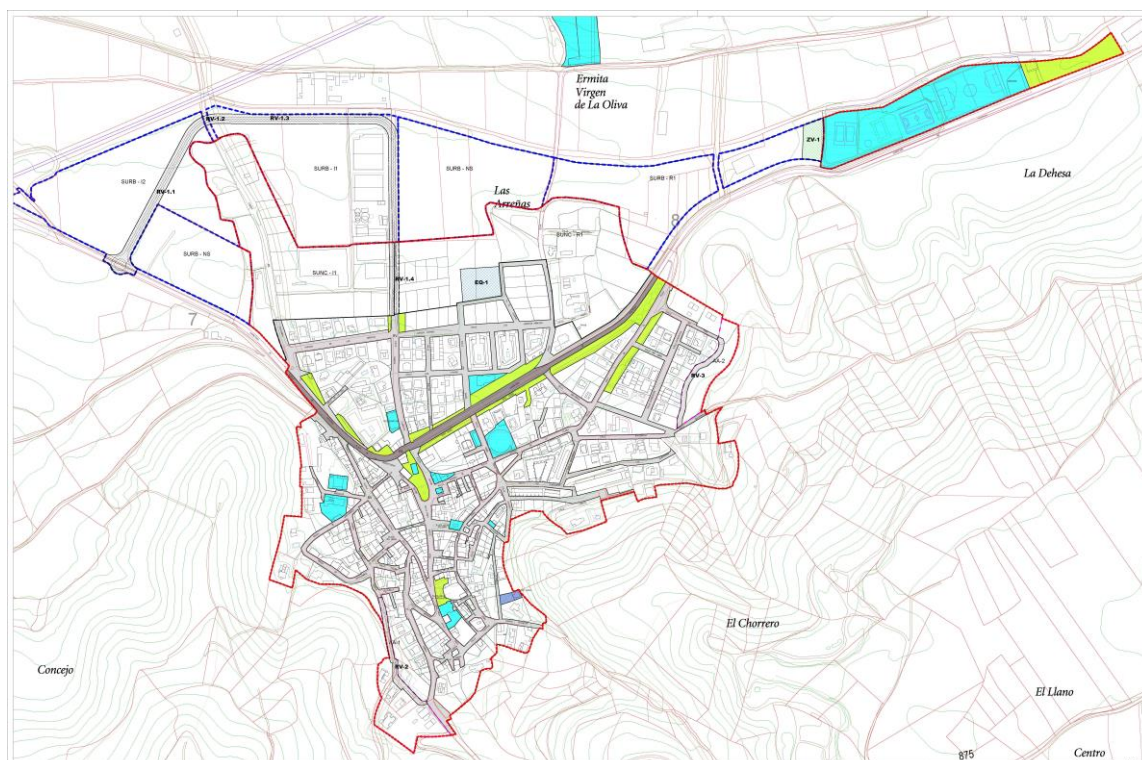 Ermita
Virgen
de La Oliva
RV-1.2
RV-1.3
ZV-1
SURB - I2
SURB - I1
SURB - NS
SURB - R1
La Dehesa
RV-1.1
Las
Arreñas
8
SUNC - R1
SURB - NS
SUNC - I1
RV-1.4
EQ-1
7
AA-2
RV-3
El Chorrero
RV-2
Concejo
El Llano
Centro
875